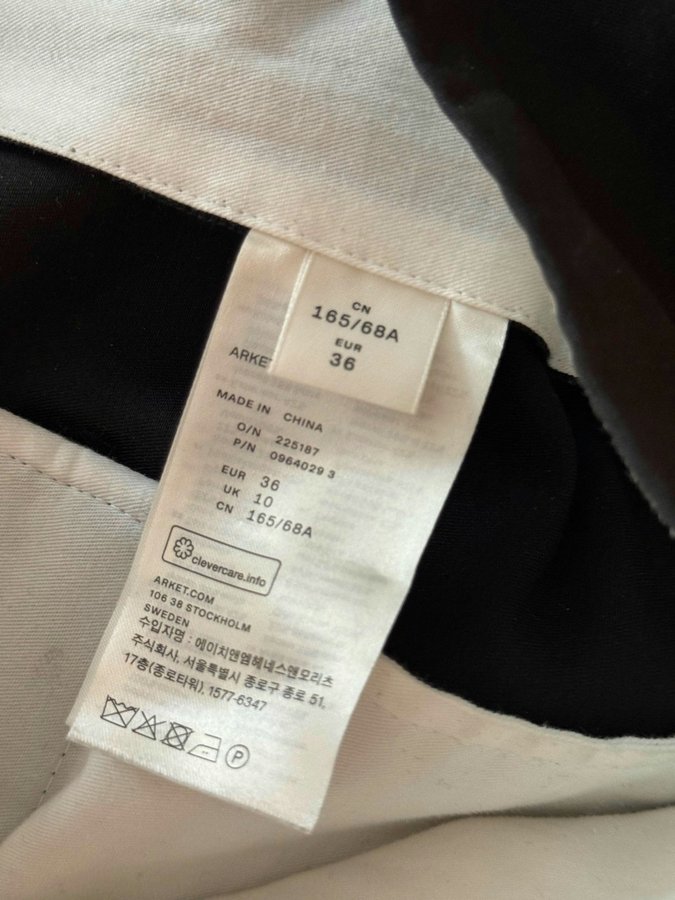 CN
165/68A
EUR
36
ARKET
MADE IN CHINA
O/N 225187
P/N 0964029 3
EUR 36
UK 10
CN 165/68A
clevercare.info
ARKET.COM
106 38 STOCKHOLM
SWEDEN
수입자명 : 에이치앤엠헤네스앤모리츠
주식회사, 서울특별시 종로구 종로 51,
17층(종로타워), 1577-6347
P